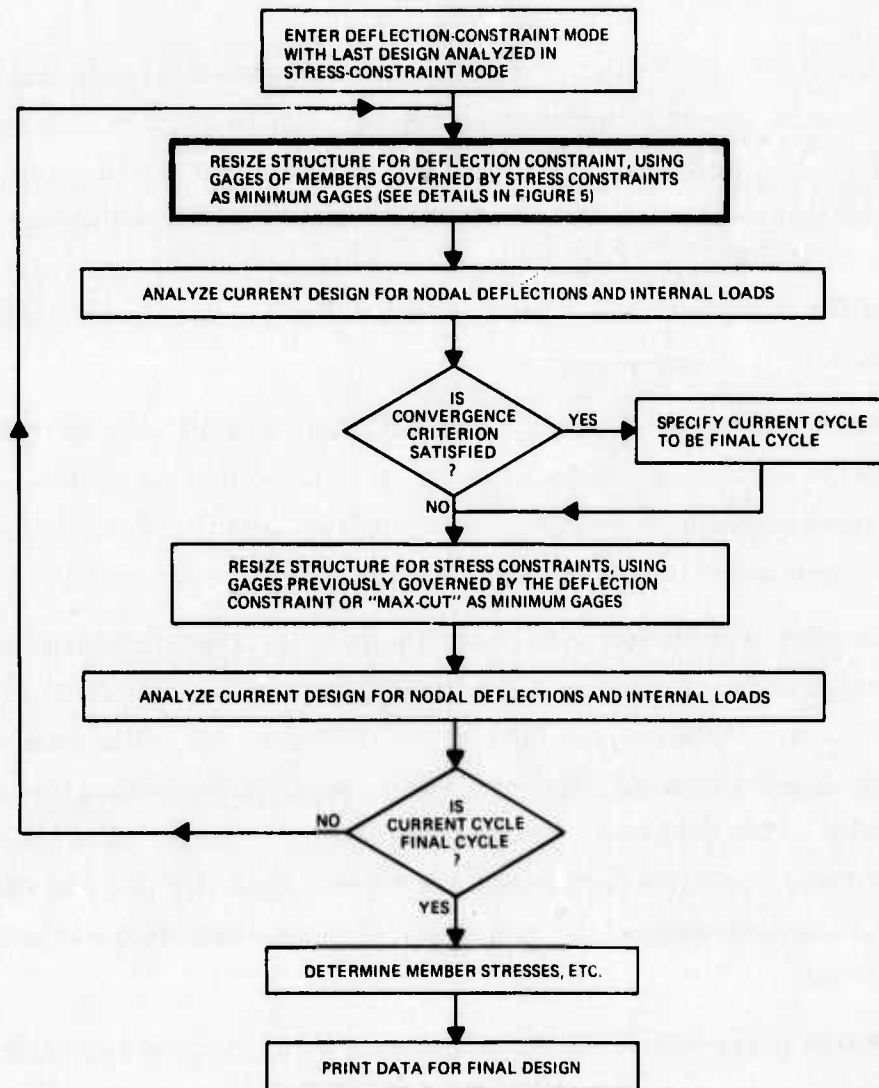 ENTER DEFLECTION-CONSTRAINT MODE
WITH LAST DESIGN ANALYZED IN
STRESS-CONSTRAINT MODE
RESIZE STRUCTURE FOR DEFLECTION CONSTRAINT, USING
GAGES OF MEMBERS GOVERNED BY STRESS CONSTRAINTS
AS MINIMUM GAGES (SEE DETAILS IN FIGURE 5)
ANALYZE CURRENT DESIGN FOR NODAL DEFLECTIONS AND INTERNAL LOADS
IS
CONVERGENCE
CRITERION
SATISFIED
?
YES
SPECIFY CURRENT CYCLE
TO BE FINAL CYCLE
NO
RESIZE STRUCTURE FOR STRESS CONSTRAINTS, USING
GAGES PREVIOUSLY GOVERNED BY THE DEFLECTION
CONSTRAINT OR "MAX-CUT" AS MINIMUM GAGES
ANALYZE CURRENT DESIGN FOR NODAL DEFLECTIONS AND INTERNAL LOADS
NO
IS
CURRENT CYCLE
FINAL CYCLE
?
YES
DETERMINE MEMBER STRESSES, ETC.
PRINT DATA FOR FINAL DESIGN